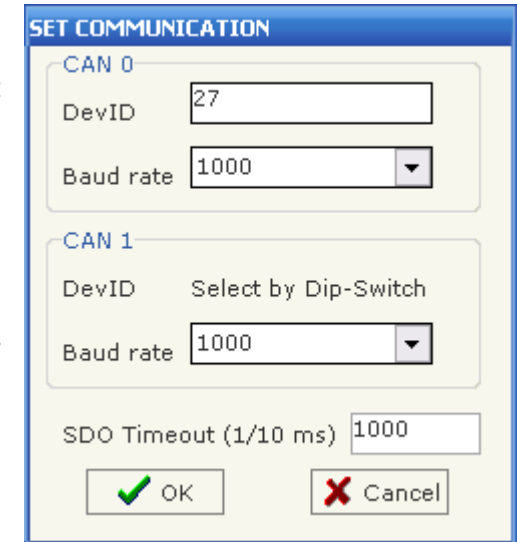 SET COMMUNICATION
CAN 0
DevID 27
Baud rate 1000
CAN 1
DevID Select by Dip-Switch
Baud rate 1000
SDO Timeout (1/10 ms) 1000
OK Cancel